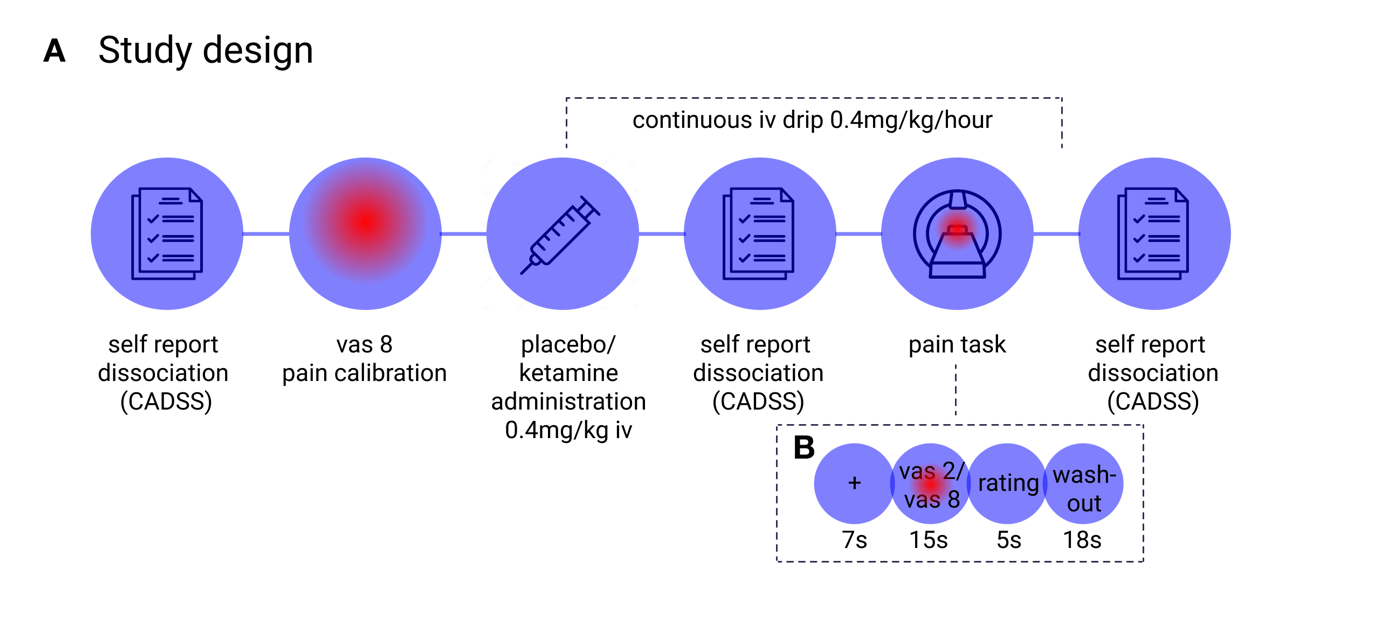 A Study design
continuous iv drip 0.4mg/kg/hour
self report
dissociation
(CADSS)
vas 8
pain calibration
placebo/
ketamine
administration
0.4mg/kg iv
self report
dissociation
(CADSS)
pain task
self report
dissociation
(CADSS)
B
+
vas 2/
vas 8
rating
wash-
out
7s
15s
5s
18s